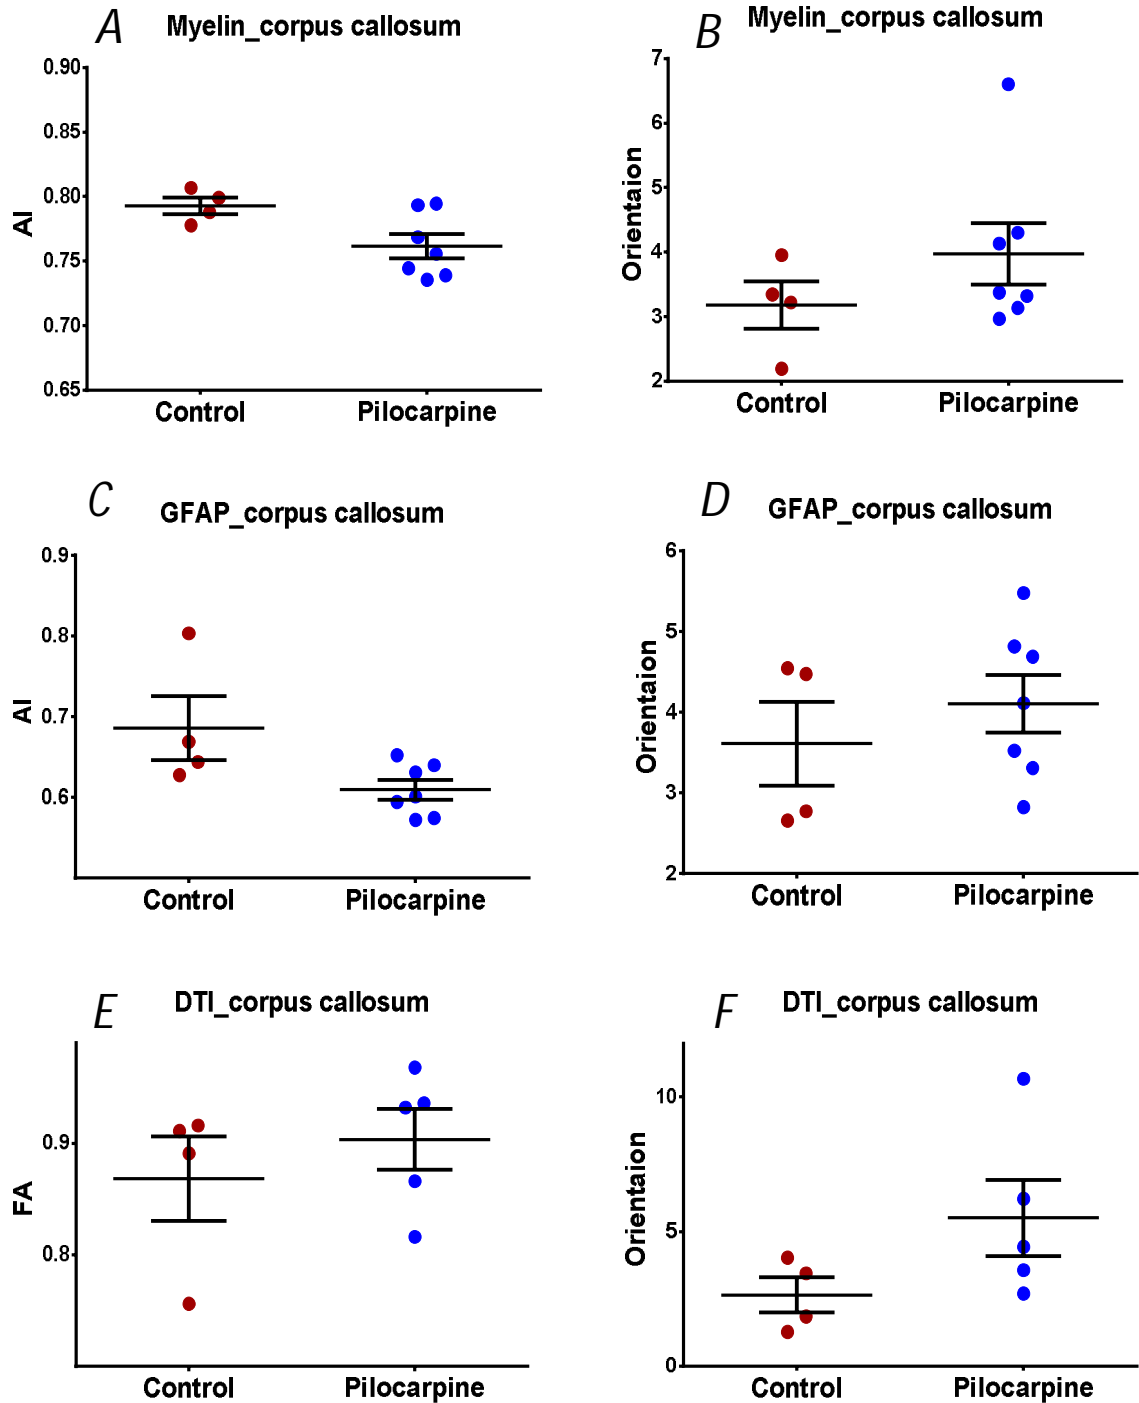 A Myelin_corpus callosum
0.90
0.85
0.80
0.75
0.70
0.65
AI
Control Pilocarpine
B Myelin_corpus callosum
7
6
5
4
3
2
Orientaion
Control Pilocarpine
C GFAP_corpus callosum
0.9
0.8
0.7
0.6
AI
Control Pilocarpine
D GFAP_corpus callosum
6
5
4
3
2
Orientaion
Control Pilocarpine
E DTI_corpus callosum
0.9
0.8
FA
Control Pilocarpine
F DTI_corpus callosum
10
5
0
Orientaion
Control Pilocarpine